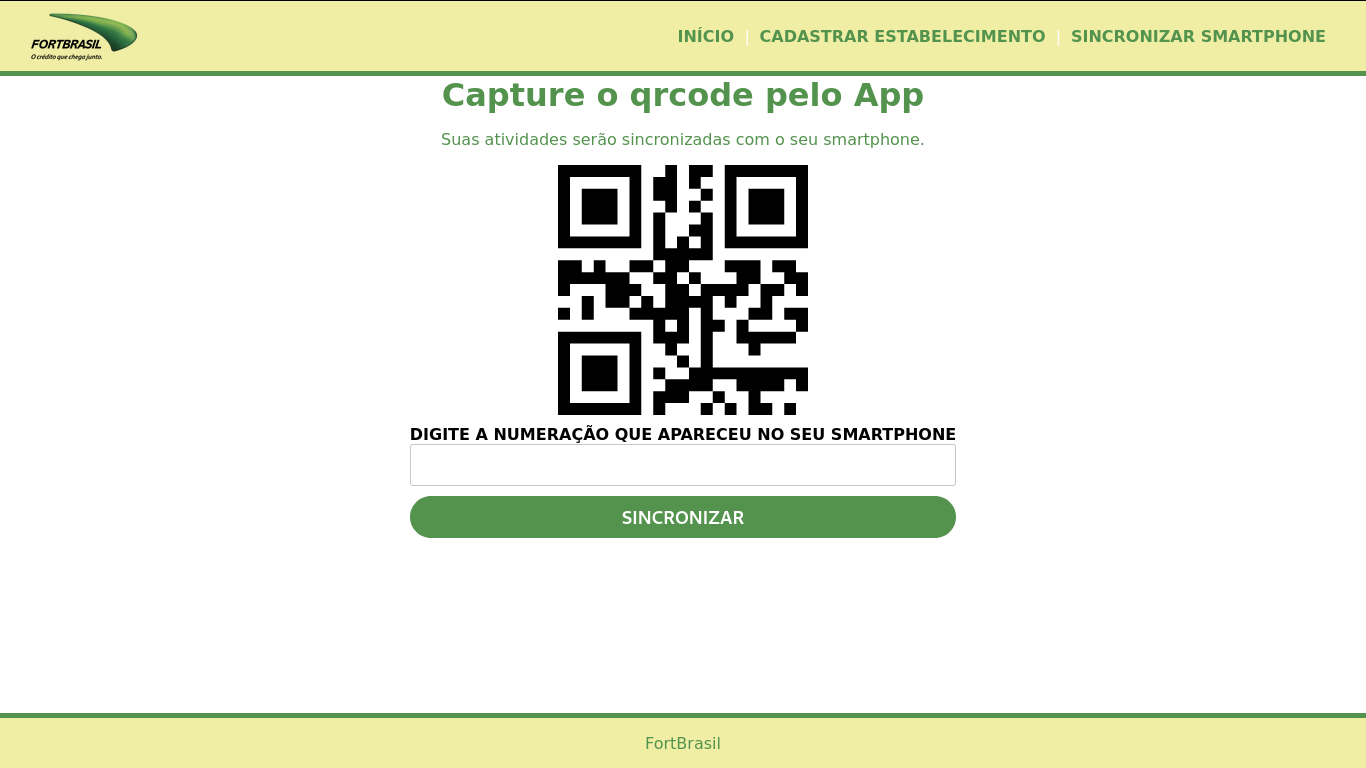 FORTBRASIL
O crédito que chega junto.
INÍCIO | CADASTRAR ESTABELECIMENTO | SINCRONIZAR SMARTPHONE
Capture o qrcode pelo App
Suas atividades serão sincronizadas com o seu smartphone.
DIGITE A NUMERAÇÃO QUE APARECEU NO SEU SMARTPHONE
SINCRONIZAR
FortBrasil